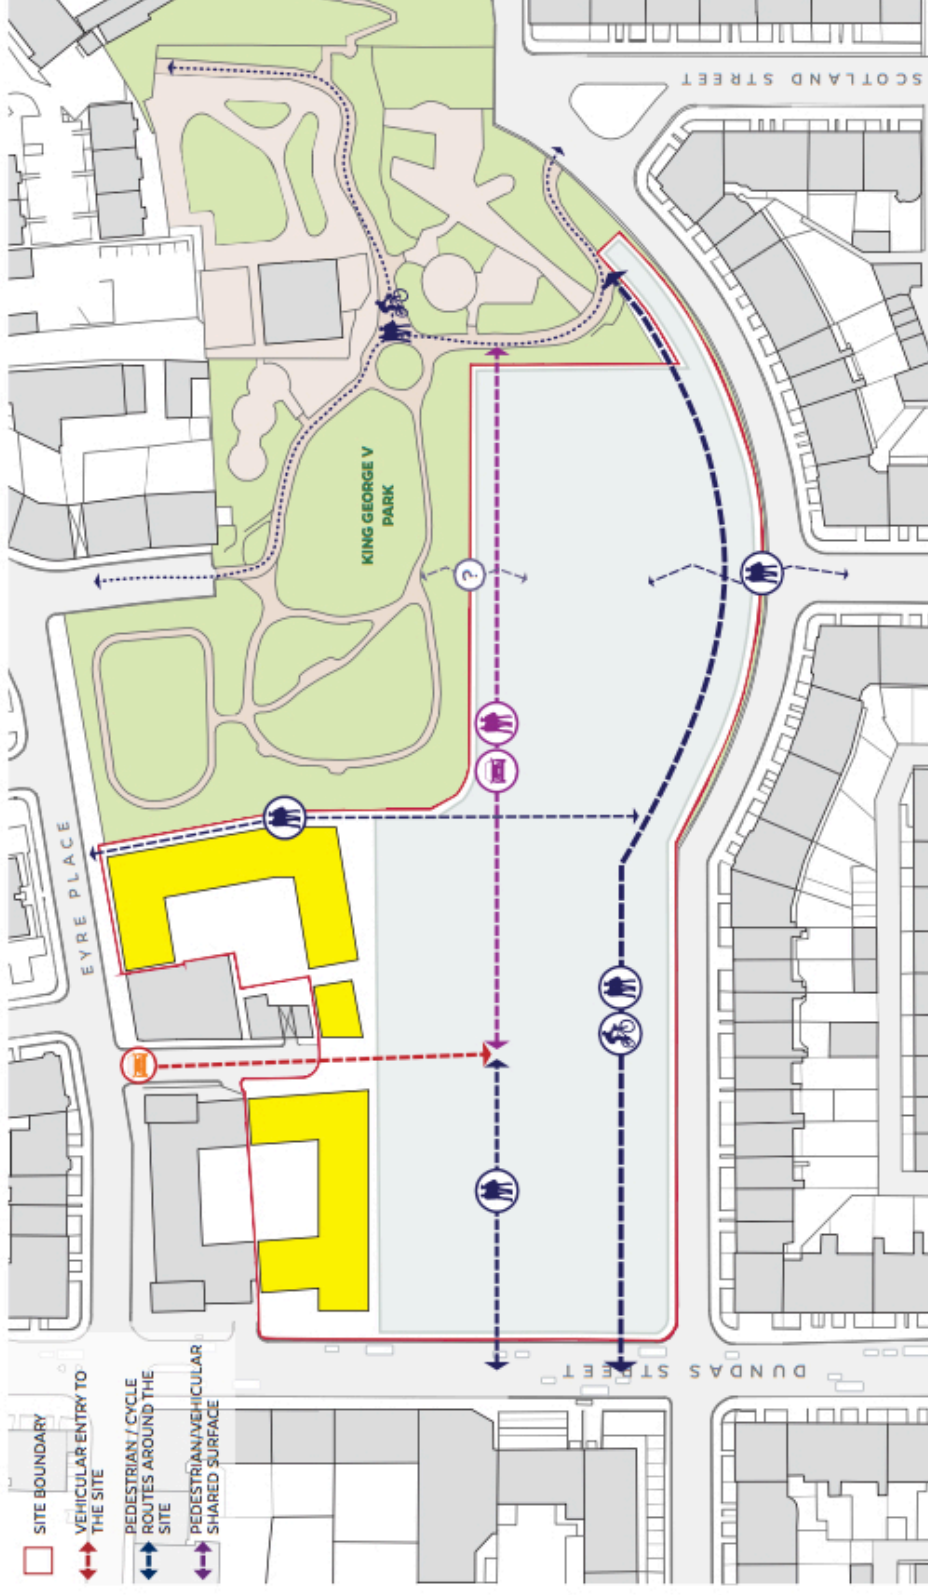 SCOTLAND STREET
KING GEORGE V
PARK
?
EYRE PLACE
DUNDAS STREET
SITE BOUNDARY
VEHICULAR ENTRY TO
THE SITE
PEDESTRIAN / CYCLE
ROUTES AROUND THE
SITE
PEDESTRIAN/VEHICULAR
SHARED SURFACE